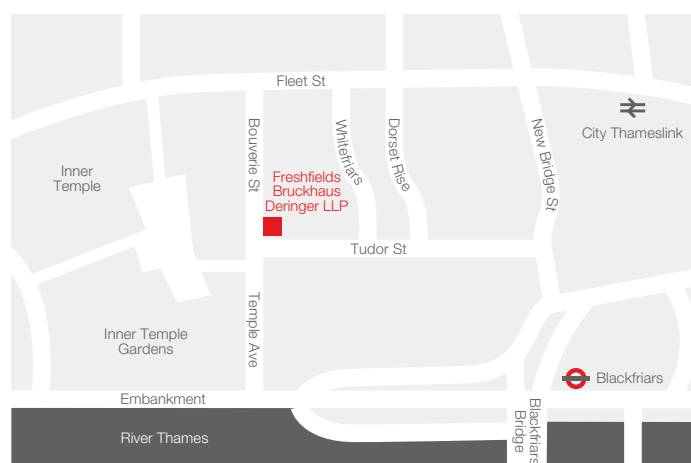 Fleet St
City Thameslink
Bouverie St
Whitefriars
Dorset Rise
New Bridge St
Inner
Temple
Freshfields
Bruckhaus
Deringer LLP
Tudor St
Temple Ave
Inner Temple
Gardens
Blackfriars
Embankment
Blackfriars
Bridge
River Thames